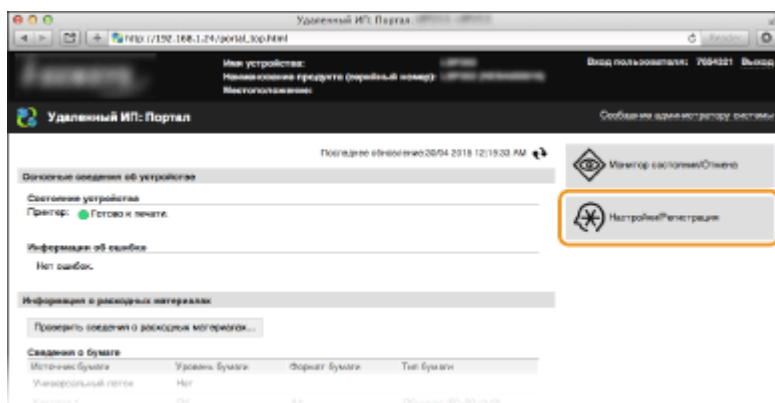 Удаленный ИП: Портал
http://192.168.1.24/portal_top.html
Reader
Имя устройства:
Наименование продукта (серийный номер):
Местоположение:
Вход пользователя: 7654321 Выход
Удаленный ИП: Портал
Сообщение администратору системы
Последнее обновление:
Монитор состояния/Отмена
Основные сведения об устройстве
Состояние устройства
Принтер: Готово к печати.
Настройки/Регистрация
Информация об ошибке
Нет ошибок.
Информация о расходных материалах
Проверить сведения о расходных материалах...
Сведения о бумаге
Источник бумаги Уровень бумаги Формат бумаги Тип бумаги
Универсальный лоток Нет